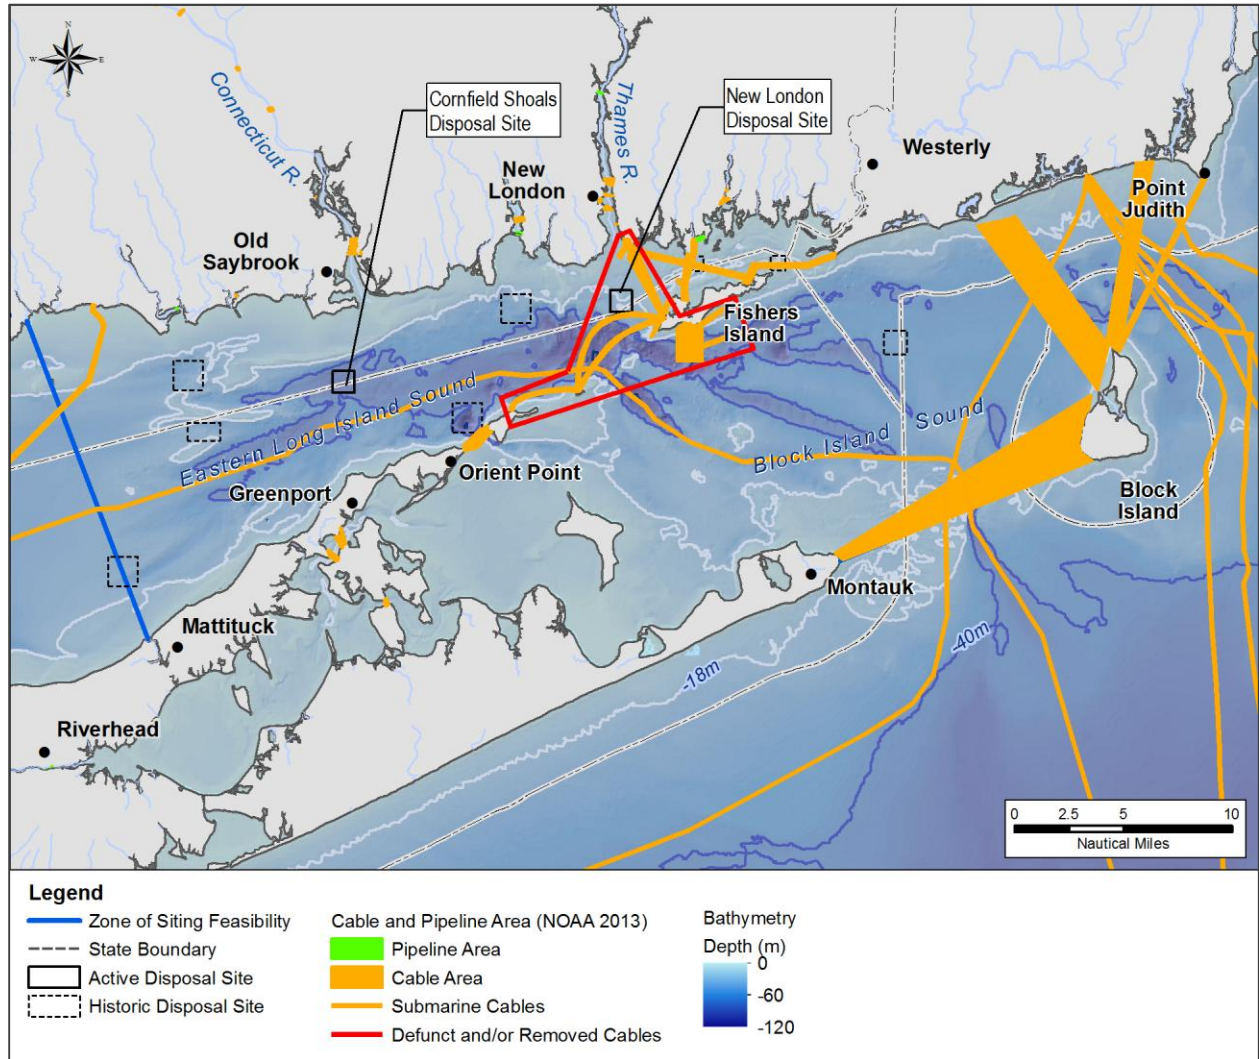 N
W
E
S
Connecticut R.
Cornfield Shoals
Disposal Site
Thames R.
New London
Disposal Site
Westerly
New
London
Point
Judith
Old
Saybrook
Fishers
Island
Eastern Long Island Sound
Block Island Sound
Orient Point
Greenport
Block
Island
Montauk
Mattituck
-40m
-18m
Riverhead
0 2.5 5 10
Nautical Miles
Legend
Zone of Siting Feasibility
State Boundary
Active Disposal Site
Historic Disposal Site
Cable and Pipeline Area (NOAA 2013)
Pipeline Area
Cable Area
Submarine Cables
Defunct and/or Removed Cables
Bathymetry
Depth (m)
0
-60
-120